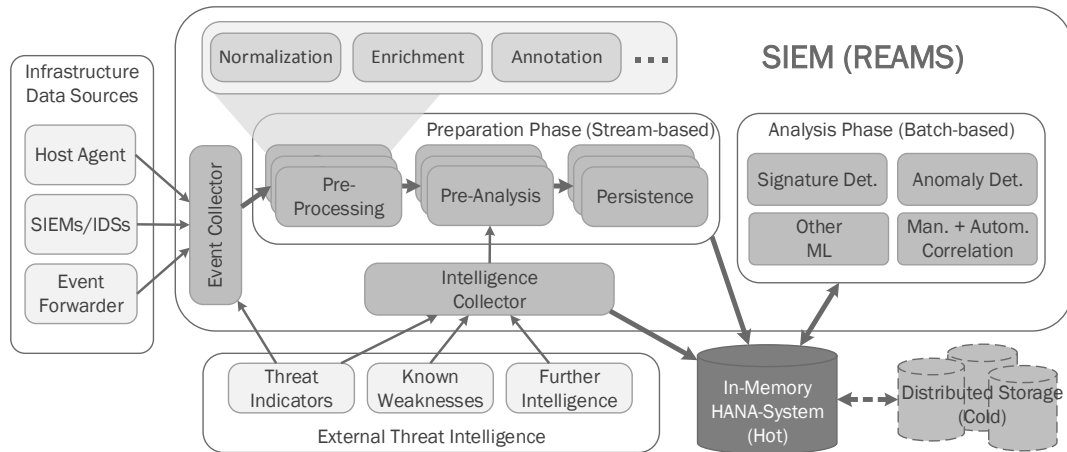 Normalization
Enrichment
Annotation
SIEM (REAMS)
Infrastructure
Data Sources
Host Agent
SIEMs/IDSs
Event
Forwarder
Event Collector
Preparation Phase (Stream-based)
Pre-
Processing
Pre-Analysis
Persistence
Analysis Phase (Batch-based)
Signature Det.
Anomaly Det.
Other
ML
Man. + Autom.
Correlation
Intelligence
Collector
Threat
Indicators
Known
Weaknesses
Further
Intelligence
External Threat Intelligence
In-Memory
HANA-System
(Hot)
Distributed Storage
(Cold)